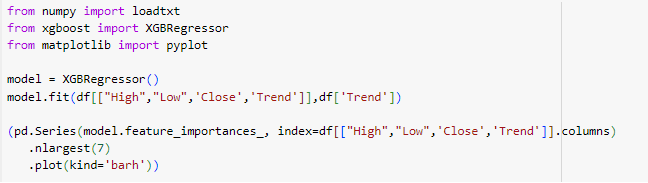 from numpy import loadtxt
from xgboost import XGBRegressor
from matplotlib import pyplot
model = XGBRegressor()
model.fit(df[["High","Low",'Close','Trend']],df['Trend'])
(pd.Series(model.feature_importances_, index=df[["High","Low",'Close','Trend']].columns)
.nlargest(7)
.plot(kind='barh'))